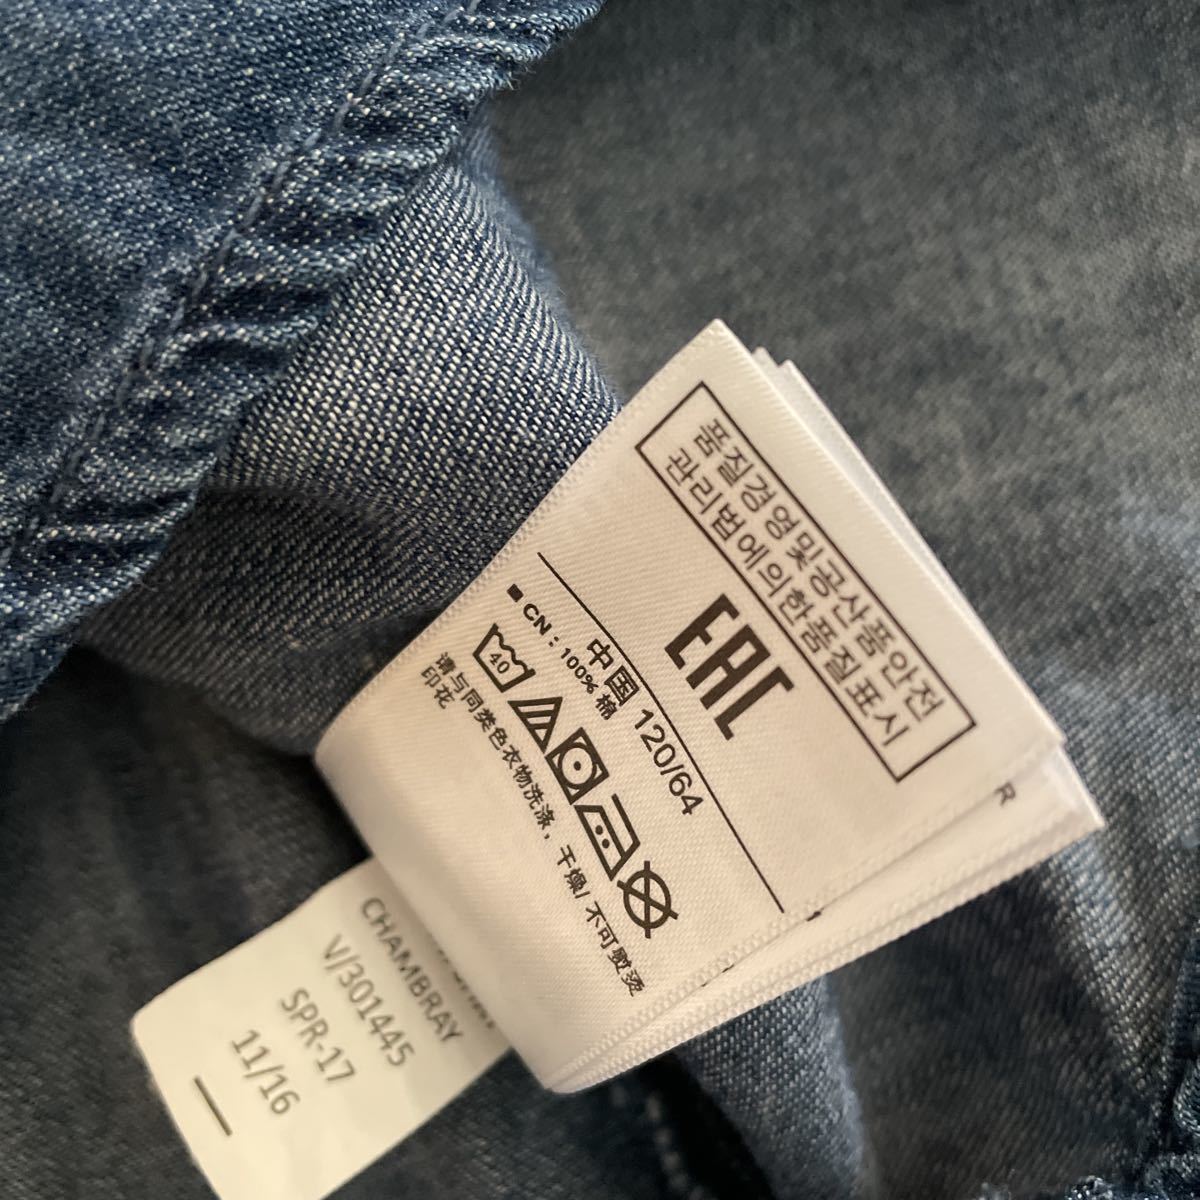 품질경영및공산품안전
관리법에의한품질표시
EAC
R
中国 120/64
■ CN : 100% 棉
40
请与同类色衣物洗涤，干燥/ 不可熨烫
印花
CHAMBRAY
V/301445
SPR-17
11/16